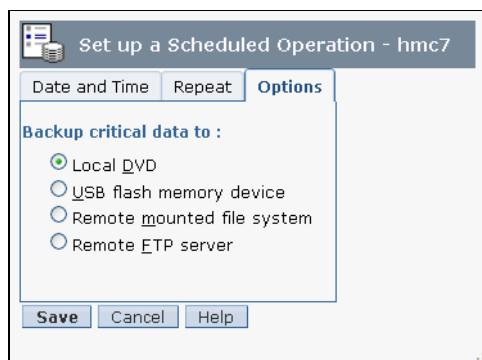 Set up a Scheduled Operation - hmc7
Date and Time Repeat Options
Backup critical data to :
Local DVD
USB flash memory device
Remote mounted file system
Remote FTP server
Save Cancel Help